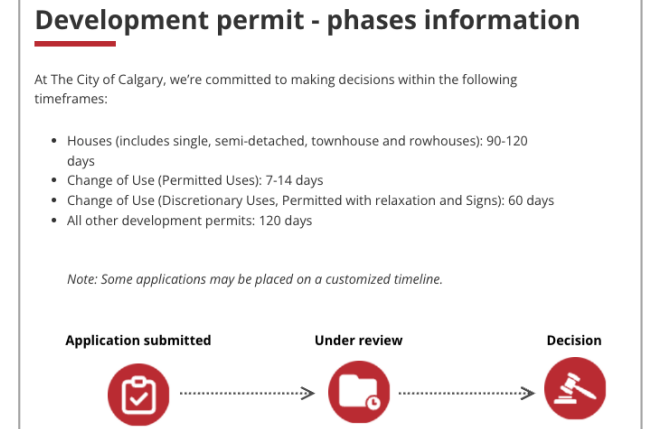 Development permit - phases information
At The City of Calgary, we’re committed to making decisions within the following
timeframes:
• Houses (includes single, semi-detached, townhouse and rowhouses): 90-120
days
• Change of Use (Permitted Uses): 7-14 days
• Change of Use (Discretionary Uses, Permitted with relaxation and Signs): 60 days
• All other development permits: 120 days
Note: Some applications may be placed on a customized timeline.
Application submitted
Under review
Decision